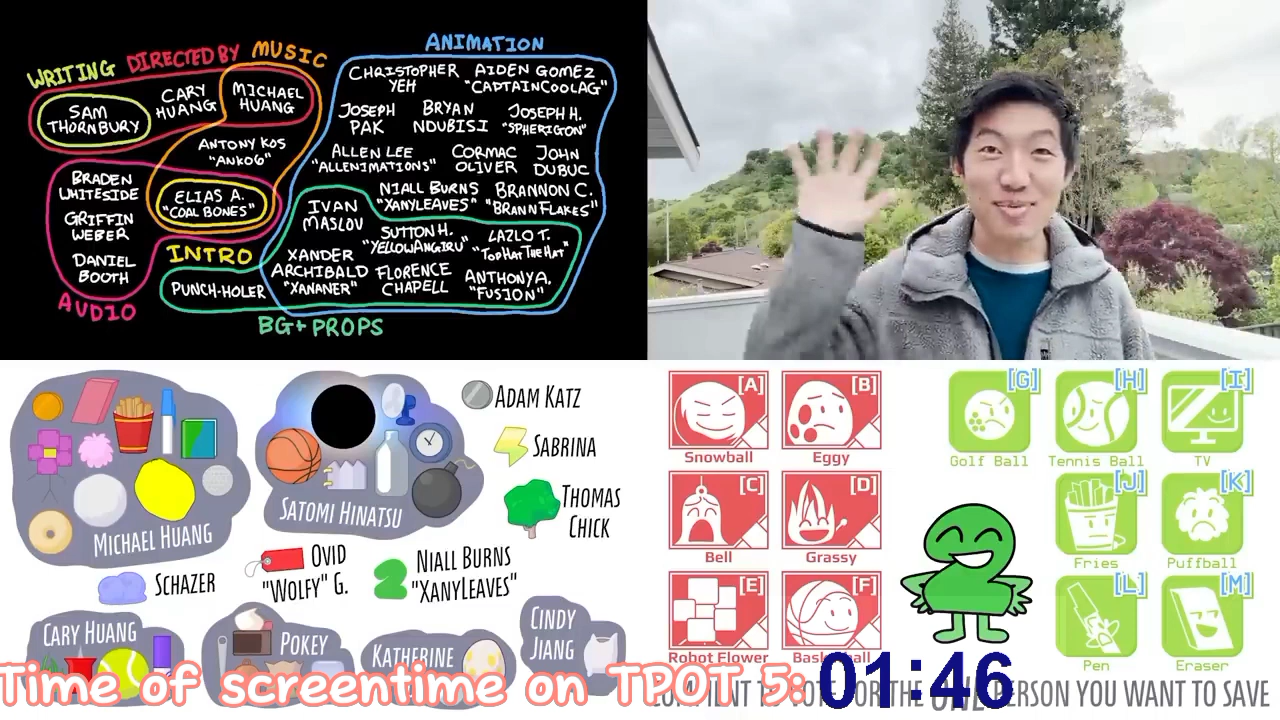 WRITING DIRECTED BY MUSIC
ANIMATION
SAM THORNBURY
CARY HUANG
MICHAEL HUANG
ANTONY KOS "ANKOG"
ELIAS A. "COAL BONES"
BRADEN WHITESIDE
GRIFFIN WEBER
DANIEL BOOTH
AUDIO
INTRO
PUNCH-HOLER
BG+PROPS
CHRISTOPHER YEH
AIDEN GOMEZ "CAPTAINCOOLAG"
JOSEPH PAK
BRYAN NDUBISI
JOSEPH H. "SPHERIGON"
ALLEN LEE "ALLENIMATIONS"
CORMAC OLIVER
JOHN DUBUC
NIALL BURNS "XANYLEAVES"
BRANNON C. "BRANNFLAKES"
IVAN MASLOV
SUTTON H. "YELLOWANGIRU"
LAZLO T. "TOPHATTHEHAT"
XANDER ARCHIBALD "XANANER"
FLORENCE CHAPELL
ANTHONY A. "FUSION"
MICHAEL HUANG
SATOMI HINATSU
ADAM KATZ
SABRINA
THOMAS CHICK
SCHAZER
OVID "WOLFY" G.
NIALL BURNS "XANYLEAVES"
CARY HUANG
POKEY
KATHERINE
CINDY JIANG
[A] Snowball
[B] Eggy
[C] Bell
[D] Grassy
[E] Robot Flower
[F] Basketball
[G] Golf Ball
[H] Tennis Ball
[I] TV
[J] Fries
[K] Puffball
[L] Pen
[M] Eraser
COMMENT TO VOTE FOR THE ONE PERSON YOU WANT TO SAVE
Time of screentime on TPOT 5: 01:46